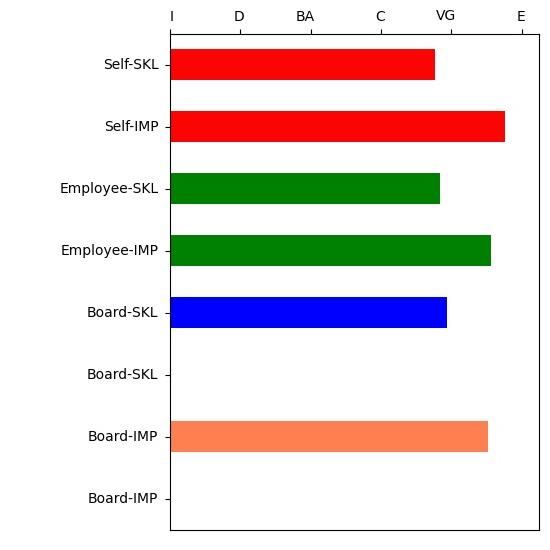 I D BA C VG E
Self-SKL
Self-IMP
Employee-SKL
Employee-IMP
Board-SKL
Board-SKL
Board-IMP
Board-IMP